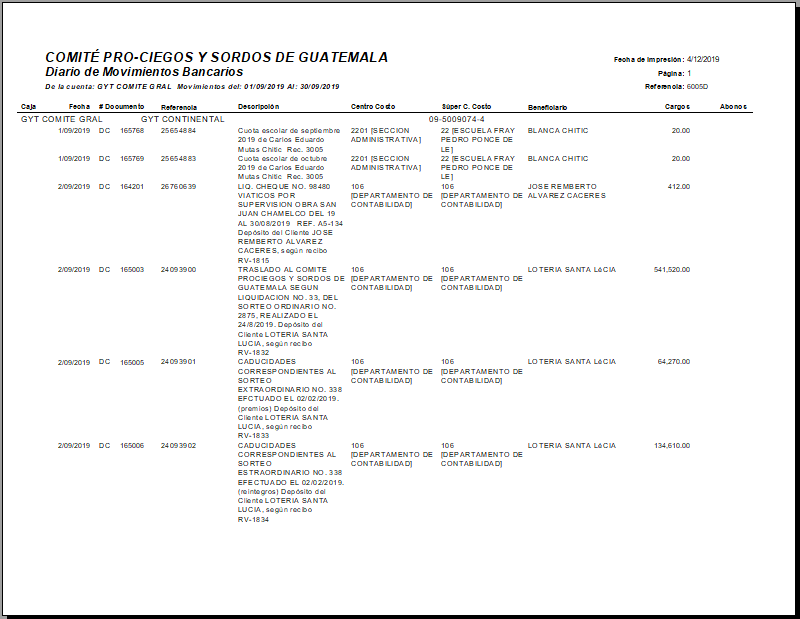 COMITÉ PRO-CIEGOS Y SORDOS DE GUATEMALA
Diario de Movimientos Bancarios
De la cuenta: GYT COMITE GRAL Movimientos del: 01/09/2019 Al: 30/09/2019
Fecha de impresión: 4/12/2019
Página: 1
Referencia: 6005D
Caja Fecha # Documento Referencia Descripción Centro Costo Súper C. Costo Beneficiario Cargos Abonos
GYT COMITE GRAL GYT CONTINENTAL 09-5009074-4
1/09/2019 DC 165768 25654884 Cuota escolar de septiembre 2201 [SECCION 22 [ESCUELA FRAY BLANCA CHITIC 20.00
2019 de Carlos Eduardo ADMINISTRATIVA] PEDRO PONCE DE
Mutas Chitic Rec. 3005 LE]
1/09/2019 DC 165769 25654883 Cuota escolar de octubre 2201 [SECCION 22 [ESCUELA FRAY BLANCA CHITIC 20.00
2019 de Carlos Eduardo ADMINISTRATIVA] PEDRO PONCE DE
Mutas Chitic Rec. 3005 LE]
2/09/2019 DC 164201 26760639 LIQ. CHEQUE NO. 98480 106 106 JOSE REMBERTO 412.00
VIATICOS POR [DEPARTAMENTO DE [DEPARTAMENTO DE ALVAREZ CACERES
SUPERVISION OBRA SAN CONTABILIDAD] CONTABILIDAD]
JUAN CHAMELCO DEL 19
AL 30/08/2019 REF. A5-134
Depósito del Cliente JOSE
REMBERTO ALVAREZ
CACERES, según recibo
RV-1815
2/09/2019 DC 165003 24093900 TRASLADO AL COMITE 106 106 LOTERIA SANTA LéCIA 541,520.00
PROCIEGOS Y SORDOS DE [DEPARTAMENTO DE [DEPARTAMENTO DE
GUATEMALA SEGUN CONTABILIDAD] CONTABILIDAD]
LIQUIDACION NO. 33, DEL
SORTEO ORDINARIO NO.
2875, REALIZADO EL
24/8/2019. Depósito del
Cliente LOTERIA SANTA
LUCIA, según recibo
RV-1832
2/09/2019 DC 165005 24093901 CADUCIDADES 106 106 LOTERIA SANTA LéCIA 64,270.00
CORRESPONDIENTES AL [DEPARTAMENTO DE [DEPARTAMENTO DE
SORTEO CONTABILIDAD] CONTABILIDAD]
EXTRAORDINARIO NO. 338
EFCTUADO EL 02/02/2019.
(premios) Depósito del
Cliente LOTERIA SANTA
LUCIA, según recibo
RV-1833
2/09/2019 DC 165006 24093902 CADUCIDADES 106 106 LOTERIA SANTA LéCIA 134,610.00
CORRESPONDIENTES AL [DEPARTAMENTO DE [DEPARTAMENTO DE
SORTEO CONTABILIDAD] CONTABILIDAD]
ESTRAORDINARIO NO. 338
EFECTUADO EL 02/02/2019.
(reintegros) Depósito del
Cliente LOTERIA SANTA
LUCIA, según recibo
RV-1834